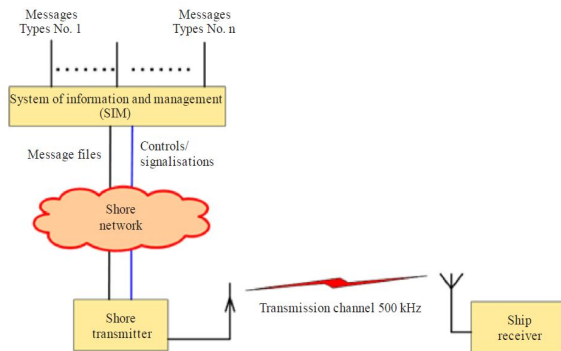 Messages
Types No. 1
Messages
Types No. n
System of information and management
(SIM)
Message files
Controls/
signalisations
Shore
network
Shore
transmitter
Transmission channel 500 kHz
Ship
receiver